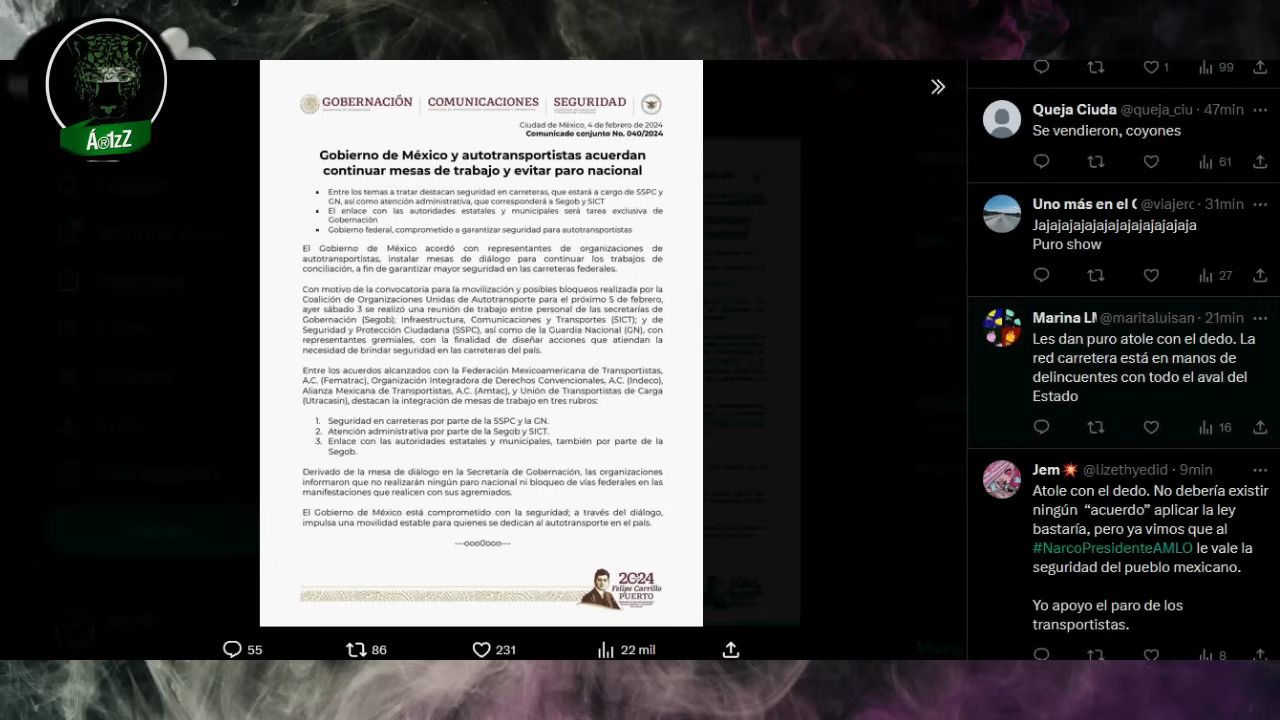 Á®1zZ
GOBERNACIÓN
COMUNICACIONES
SEGURIDAD
Ciudad de México, 4 de febrero de 2024
Comunicado conjunto No. 040/2024
Gobierno de México y autotransportistas acuerdan
continuar mesas de trabajo y evitar paro nacional
• Entre los temas a tratar destacan seguridad en carreteras, que estará a cargo de SSPC y
GN, así como atención administrativa, que corresponderá a Segob y SICT
• El enlace con las autoridades estatales y municipales será tarea exclusiva de
Gobernación
• Gobierno federal, comprometido a garantizar seguridad para autotransportistas
El Gobierno de México acordó con representantes de organizaciones de
autotransportistas, instalar mesas de diálogo para continuar los trabajos de
conciliación, a fin de garantizar mayor seguridad en las carreteras federales.
Con motivo de la convocatoria para la movilización y posibles bloqueos realizada por la
Coalición de Organizaciones Unidas de Autotransporte para el próximo 5 de febrero,
ayer sábado 3 se realizó una reunión de trabajo entre personal de las secretarías de
Gobernación (Segob); Infraestructura, Comunicaciones y Transportes (SICT); y de
Seguridad y Protección Ciudadana (SSPC), así como de la Guardia Nacional (GN), con
representantes gremiales, con la finalidad de diseñar acciones que atiendan la
necesidad de brindar seguridad en las carreteras del país.
Entre los acuerdos alcanzados con la Federación Mexicoamericana de Transportistas,
A.C. (Fematrac), Organización Integradora de Derechos Convencionales, A.C. (Indeco),
Alianza Mexicana de Transportistas, A.C. (Amtac), y Unión de Transportistas de Carga
(Utracasin), destacan la integración de mesas de trabajo en tres rubros:
1. Seguridad en carreteras por parte de la SSPC y la GN.
2. Atención administrativa por parte de la Segob y SICT.
3. Enlace con las autoridades estatales y municipales, también por parte de la
Segob.
Derivado de la mesa de diálogo en la Secretaría de Gobernación, las organizaciones
informaron que no realizarán ningún paro nacional ni bloqueo de vías federales en las
manifestaciones que realicen con sus agremiados.
El Gobierno de México está comprometido con la seguridad; a través del diálogo,
impulsa una movilidad estable para quienes se dedican al autotransporte en el país.
---ooo0ooo---
2024
Felipe Carrillo
PUERTO
55 86 231 22 mil
1 99
Queja Ciuda @queja_ciu · 47min
Se vendieron, coyones
61
Uno más en el @viajerc · 31min
Jajajajajajajajajajajajaja
Puro show
27
Marina Ll @maritaluisan · 21min
Les dan puro atole con el dedo. La
red carretera está en manos de
delincuentes con todo el aval del
Estado
16
Jem 💥 @lizethyedid · 9min
Atole con el dedo. No debería existir
ningún “acuerdo” aplicar la ley
bastaría, pero ya vimos que al
#NarcoPresidenteAMLO le vale la
seguridad del pueblo mexicano.
Yo apoyo el paro de los
transportistas.
8